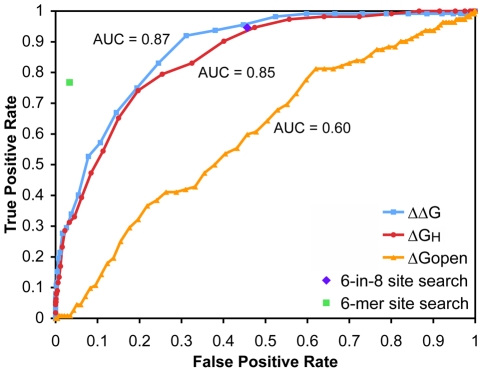 1
0.9
0.8
0.7
0.6
0.5
0.4
0.3
0.2
0.1
0
True Positive Rate
AUC = 0.87
AUC = 0.85
AUC = 0.60
ΔΔG
ΔGH
ΔGopen
6-in-8 site search
6-mer site search
0 0.1 0.2 0.3 0.4 0.5 0.6 0.7 0.8 0.9 1
False Positive Rate